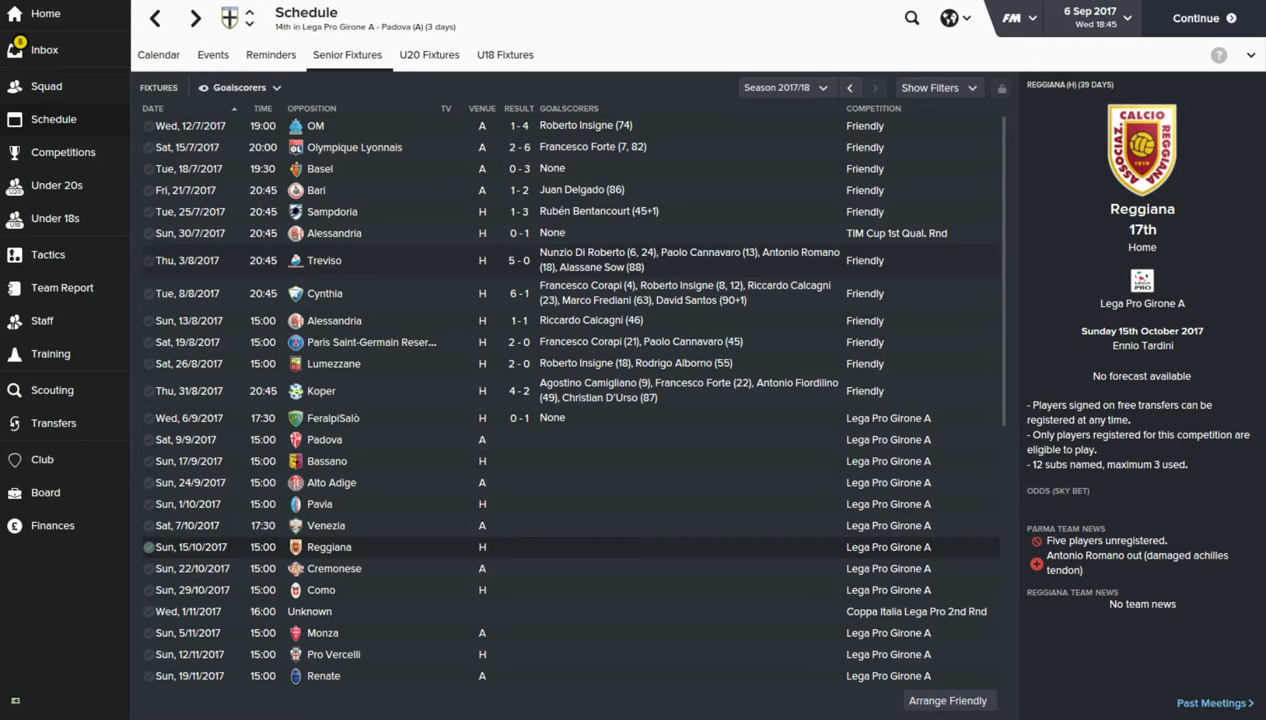 Home
8
Inbox
Squad
Schedule
Competitions
Under 20s
Under 18s
Tactics
Team Report
Staff
Training
Scouting
Transfers
Club
Board
Finances
Schedule
14th in Lega Pro Girone A - Padova (A) (3 days)
FM
6 Sep 2017
Wed 18:45
Continue
Calendar Events Reminders Senior Fixtures U20 Fixtures U18 Fixtures
?
FIXTURES Goalscorers Season 2017/18 Show Filters
DATE TIME OPPOSITION TV VENUE RESULT GOALSCORERS COMPETITION
Wed, 12/7/2017 19:00 OM A 1 - 4 Roberto Insigne (74) Friendly
Sat, 15/7/2017 20:00 Olympique Lyonnais A 2 - 6 Francesco Forte (7, 82) Friendly
Tue, 18/7/2017 19:30 Basel A 0 - 3 None Friendly
Fri, 21/7/2017 20:45 Bari A 1 - 2 Juan Delgado (86) Friendly
Tue, 25/7/2017 20:45 Sampdoria H 1 - 3 Rubén Bentancourt (45+1) Friendly
Sun, 30/7/2017 20:45 Alessandria H 0 - 1 None TIM Cup 1st Qual. Rnd
Thu, 3/8/2017 20:45 Treviso H 5 - 0 Nunzio Di Roberto (6, 24), Paolo Cannavaro (13), Antonio Romano Friendly
(18), Alassane Sow (88)
Tue, 8/8/2017 20:45 Cynthia H 6 - 1 Francesco Corapi (4), Roberto Insigne (8, 12), Riccardo Calcagni Friendly
(23), Marco Frediani (63), David Santos (90+1)
Sun, 13/8/2017 15:00 Alessandria H 1 - 1 Riccardo Calcagni (46) Friendly
Sat, 19/8/2017 15:00 Paris Saint-Germain Reser... H 2 - 0 Francesco Corapi (21), Paolo Cannavaro (45) Friendly
Sat, 26/8/2017 15:00 Lumezzane H 2 - 0 Roberto Insigne (18), Rodrigo Alborno (55) Friendly
Thu, 31/8/2017 20:45 Koper H 4 - 2 Agostino Camigliano (9), Francesco Forte (22), Antonio Fiordilino Friendly
(49), Christian D'Urso (87)
Wed, 6/9/2017 17:30 FeralpiSalò H 0 - 1 None Lega Pro Girone A
Sat, 9/9/2017 15:00 Padova A Lega Pro Girone A
Sun, 17/9/2017 15:00 Bassano H Lega Pro Girone A
Sun, 24/9/2017 15:00 Alto Adige A Lega Pro Girone A
Sun, 1/10/2017 15:00 Pavia H Lega Pro Girone A
Sat, 7/10/2017 17:30 Venezia A Lega Pro Girone A
Sun, 15/10/2017 15:00 Reggiana H Lega Pro Girone A
Sun, 22/10/2017 15:00 Cremonese A Lega Pro Girone A
Sun, 29/10/2017 15:00 Como H Lega Pro Girone A
Wed, 1/11/2017 16:00 Unknown Coppa Italia Lega Pro 2nd Rnd
Sun, 5/11/2017 15:00 Monza A Lega Pro Girone A
Sun, 12/11/2017 15:00 Pro Vercelli H Lega Pro Girone A
Sun, 19/11/2017 15:00 Renate A Lega Pro Girone A
Arrange Friendly
REGGIANA (H) (39 DAYS)
CALCIO
ASSOCIAZ.
REGGIANA
1919
Reggiana
17th
Home
LEGA
PRO
Lega Pro Girone A
Sunday 15th October 2017
Ennio Tardini
No forecast available
- Players signed on free transfers can be
registered at any time.
- Only players registered for this competition are
eligible to play.
- 12 subs named, maximum 3 used.
ODDS (SKY BET)
PARMA TEAM NEWS
Five players unregistered.
Antonio Romano out (damaged achilles
tendon)
REGGIANA TEAM NEWS
No team news
Past Meetings >